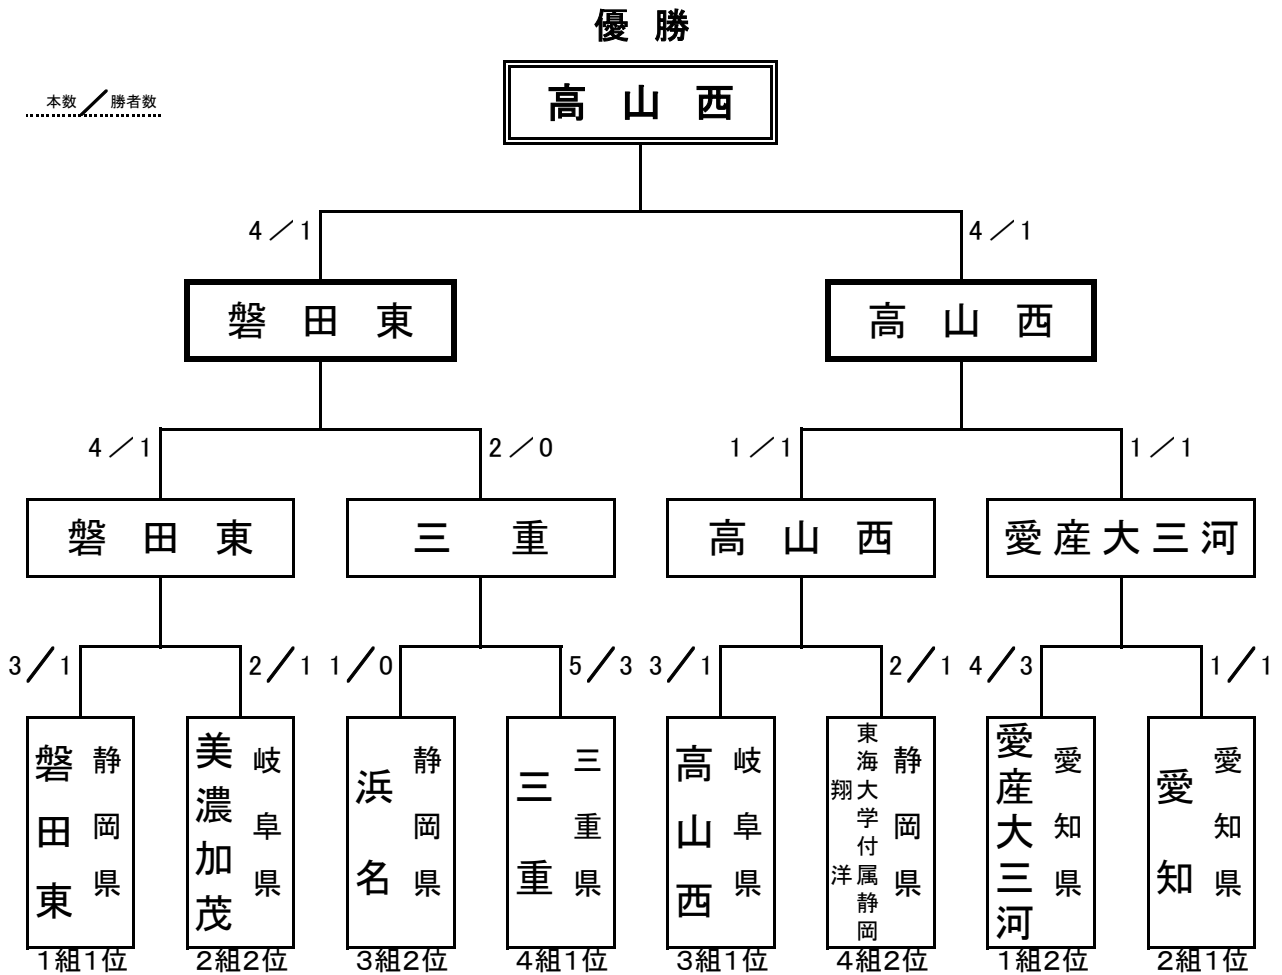 優 勝
高 山 西
本数／勝者数
4／1
4／1
磐 田 東
高 山 西
4／1
2／0
1／1
1／1
磐 田 東
三 重
高 山 西
愛産大三河
3／1
2／1
1／0
5／3
3／1
2／1
4／3
1／1
静岡県
磐田東
岐阜県
美濃加茂
静岡県
浜名
三重県
三重
岐阜県
高山西
静岡県
東海大学付属静岡
翔洋
愛知県
愛産大三河
愛知県
愛知
1組1位
2組2位
3組2位
4組1位
3組1位
4組2位
1組2位
2組1位